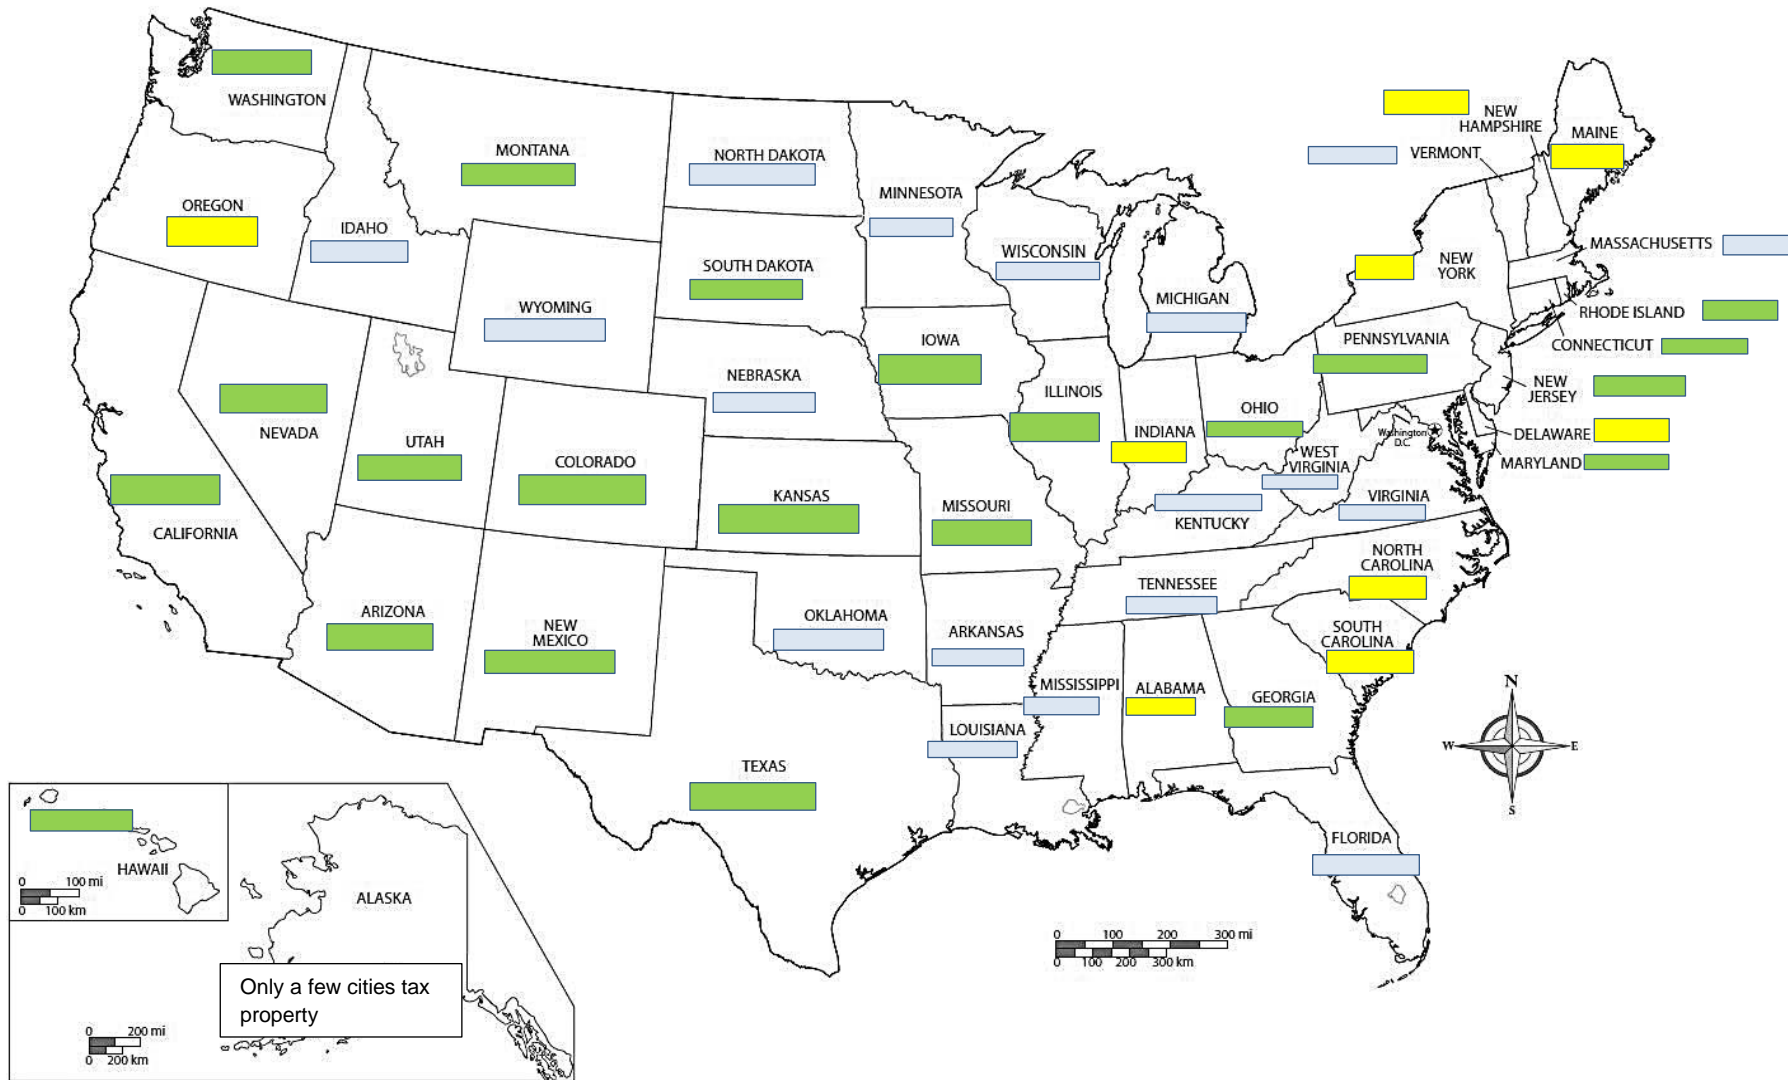 WASHINGTON
MONTANA
NORTH DAKOTA
MINNESOTA
NEW
HAMPSHIRE
MAINE
VERMONT
OREGON
IDAHO
SOUTH DAKOTA
WISCONSIN
MICHIGAN
NEW
YORK
MASSACHUSETTS
WYOMING
RHODE ISLAND
IOWA
PENNSYLVANIA
CONNECTICUT
NEBRASKA
ILLINOIS
NEW
JERSEY
NEVADA
UTAH
COLORADO
INDIANA
OHIO
Washington
D.C.
DELAWARE
WEST
VIRGINIA
MARYLAND
KANSAS
MISSOURI
VIRGINIA
KENTUCKY
CALIFORNIA
NORTH
CAROLINA
TENNESSEE
ARIZONA
NEW
MEXICO
OKLAHOMA
ARKANSAS
SOUTH
CAROLINA
MISSISSIPPI
ALABAMA
GEORGIA
LOUISIANA
TEXAS
N
W
E
S
FLORIDA
HAWAII
0 100 mi
0 100 km
ALASKA
0 100 200 300 mi
0 100 200 300 km
Only a few cities tax
property
0 200 mi
0 200 km